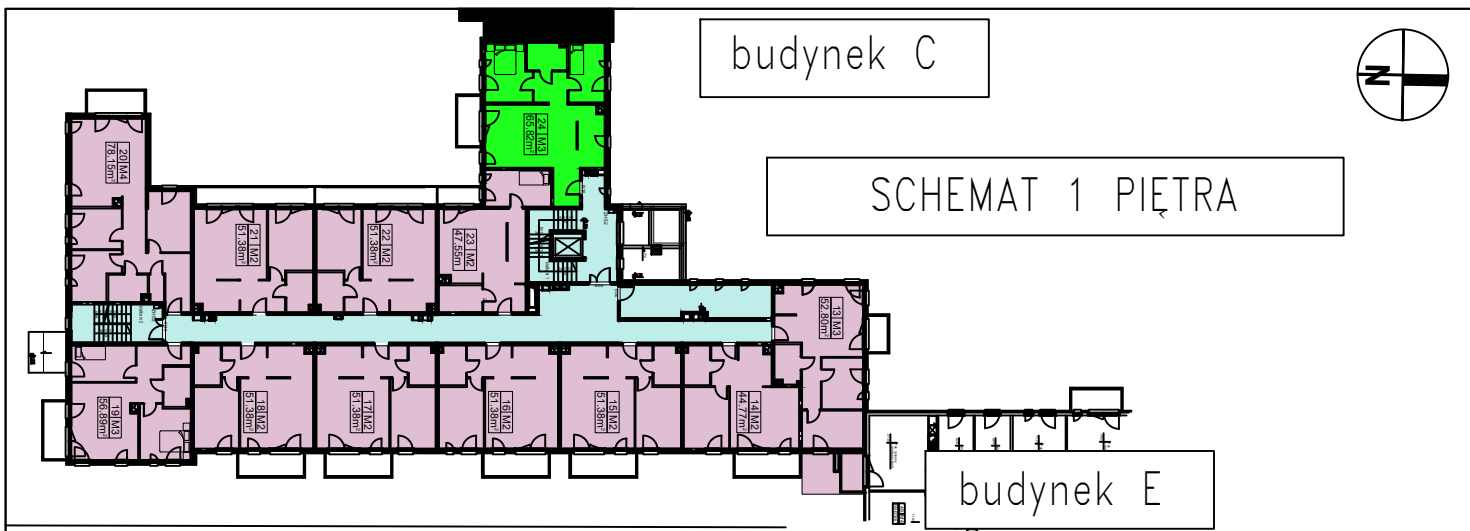 budynek C
N
SCHEMAT 1 PIĘTRA
24 M3
65.82m²
20 M4
78.15m²
21 M2
51.38m²
22 M2
51.38m²
23 M2
47.55m
13 M3
52.80m²
19 M3
56.89m²
18 M2
51.38m²
17 M2
51.38m²
16 M2
51.38m²
15 M2
51.38m²
14 M2
44.77m²
budynek E